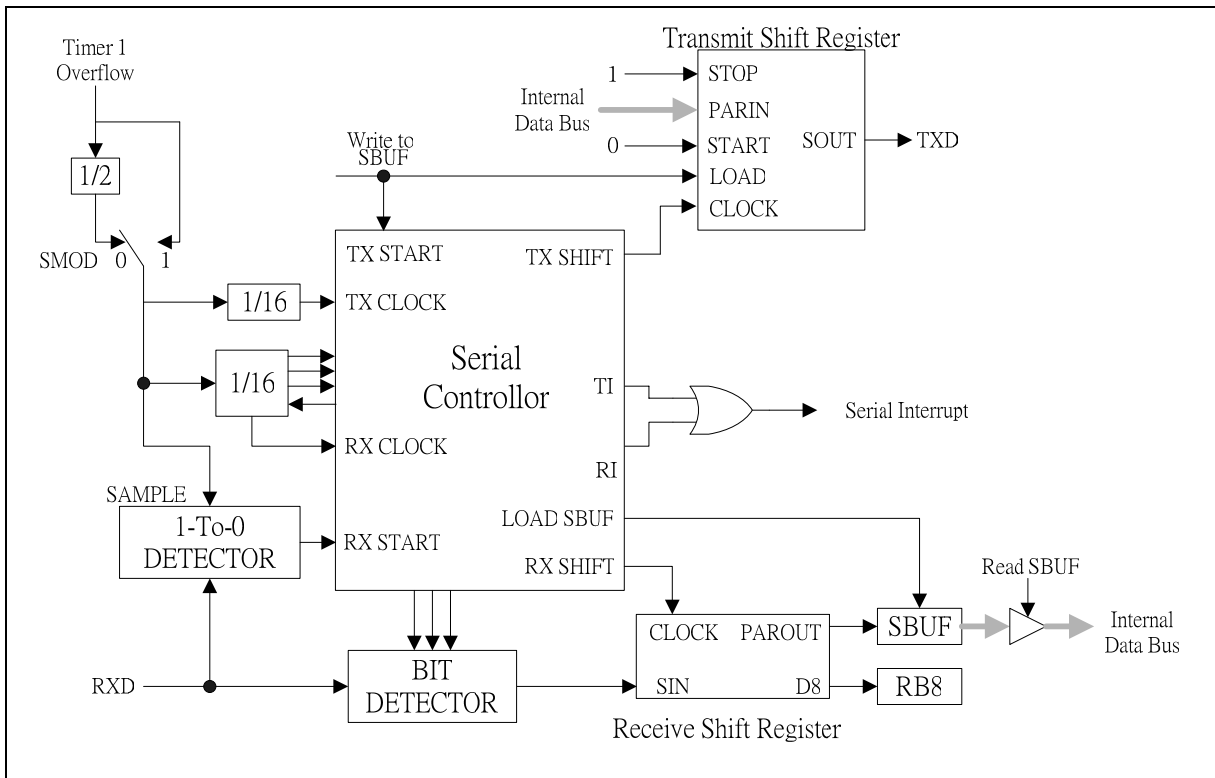 Timer 1
Overflow
1/2
SMOD 0 1
Write to
SBUF
Transmit Shift Register
1
Internal
Data Bus
0
STOP
PARIN
START
LOAD
CLOCK
SOUT
TXD
1/16
1/16
TX START
TX CLOCK
RX CLOCK
RX START
Serial
Controllor
TX SHIFT
TI
RI
LOAD SBUF
RX SHIFT
Serial Interrupt
SAMPLE
1-To-0
DETECTOR
RXD
BIT
DETECTOR
CLOCK PAROUT
SIN D8
Receive Shift Register
SBUF
RB8
Read SBUF
Internal
Data Bus